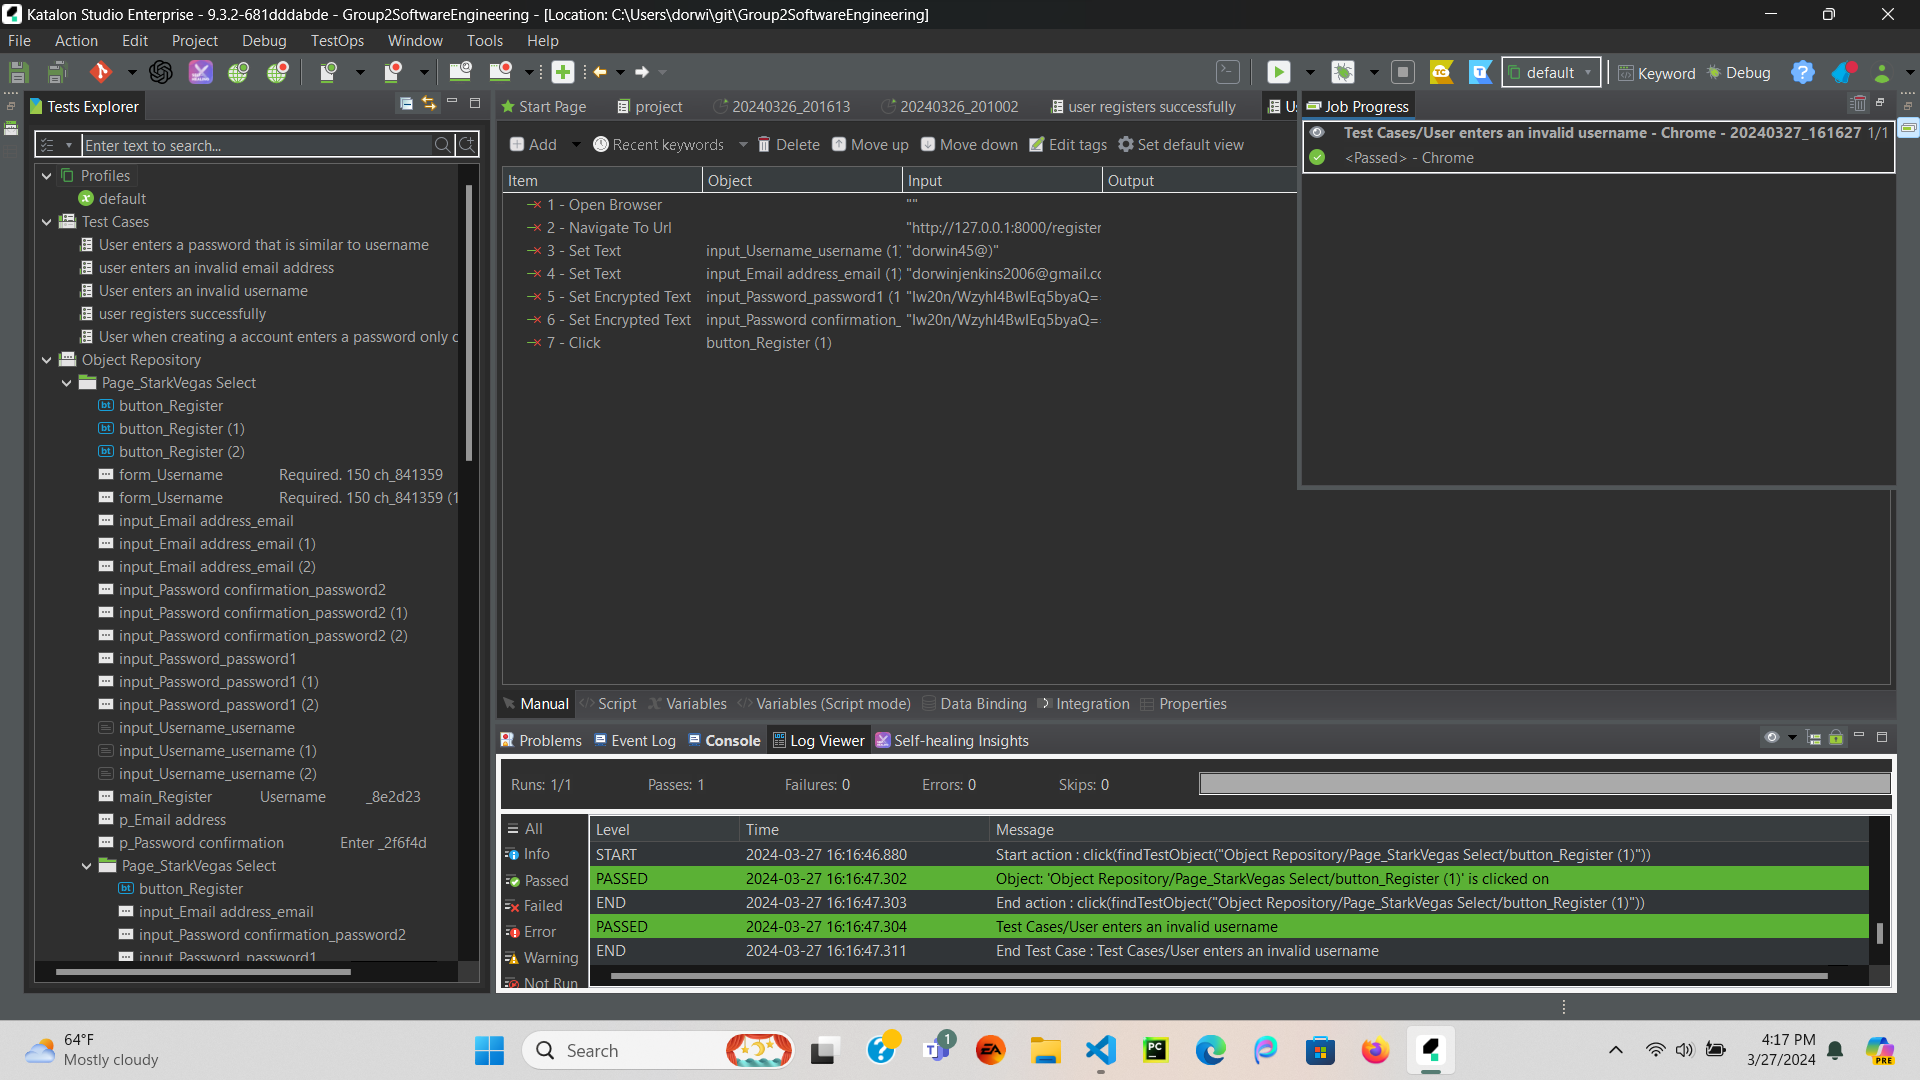 Katalon Studio Enterprise - 9.3.2-681dddabde - Group2SoftwareEngineering - [Location: C:\Users\dorwi\git\Group2SoftwareEngineering]
File Action Edit Project Debug TestOps Window Tools Help
TC T default Keyword Debug
Tests Explorer
Start Page project 20240326_201613 20240326_201002 user registers successfully Us
Job Progress
Enter text to search...
Add Recent keywords Delete Move up Move down Edit tags Set default view
Test Cases/User enters an invalid username - Chrome - 20240327_161627 1/1
<Passed> - Chrome
Item Object Input Output
1 - Open Browser ""
2 - Navigate To Url "http://127.0.0.1:8000/register
3 - Set Text input_Username_username (1) "dorwin45@)"
4 - Set Text input_Email address_email (1) "dorwinjenkins2006@gmail.co
5 - Set Encrypted Text input_Password_password1 (1 "Iw20n/WzyhI4BwIEq5byaQ=
6 - Set Encrypted Text input_Password confirmation_ "Iw20n/WzyhI4BwIEq5byaQ=
7 - Click button_Register (1)
Profiles
default
Test Cases
User enters a password that is similar to username
user enters an invalid email address
User enters an invalid username
user registers successfully
User when creating a account enters a password only c
Object Repository
Page_StarkVegas Select
button_Register
button_Register (1)
button_Register (2)
form_Username Required. 150 ch_841359
form_Username Required. 150 ch_841359 (1
input_Email address_email
input_Email address_email (1)
input_Email address_email (2)
input_Password confirmation_password2
input_Password confirmation_password2 (1)
input_Password confirmation_password2 (2)
input_Password_password1
input_Password_password1 (1)
input_Password_password1 (2)
input_Username_username
input_Username_username (1)
input_Username_username (2)
main_Register Username _8e2d23
p_Email address
p_Password confirmation Enter _2f6f4d
Page_StarkVegas Select
button_Register
input_Email address_email
input_Password confirmation_password2
input_Password_password1
Manual Script Variables Variables (Script mode) Data Binding Integration Properties
Problems Event Log Console Log Viewer Self-healing Insights
Runs: 1/1 Passes: 1 Failures: 0 Errors: 0 Skips: 0
All
Info
Passed
Failed
Error
Warning
Not Run
Level Time Message
START 2024-03-27 16:16:46.880 Start action : click(findTestObject("Object Repository/Page_StarkVegas Select/button_Register (1)"))
PASSED 2024-03-27 16:16:47.302 Object: 'Object Repository/Page_StarkVegas Select/button_Register (1)' is clicked on
END 2024-03-27 16:16:47.303 End action : click(findTestObject("Object Repository/Page_StarkVegas Select/button_Register (1)"))
PASSED 2024-03-27 16:16:47.304 Test Cases/User enters an invalid username
END 2024-03-27 16:16:47.311 End Test Case : Test Cases/User enters an invalid username
64°F
Mostly cloudy
Search
1
EA
PC
PRE
4:17 PM
3/27/2024